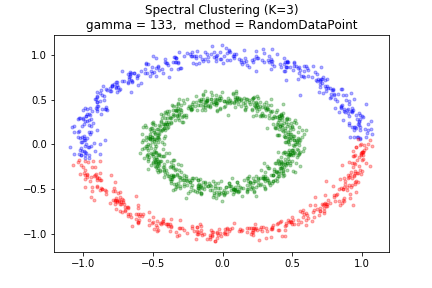 Spectral Clustering (K=3)
gamma = 133,  method = RandomDataPoint
1.0
0.5
0.0
−0.5
−1.0
−1.0 −0.5 0.0 0.5 1.0